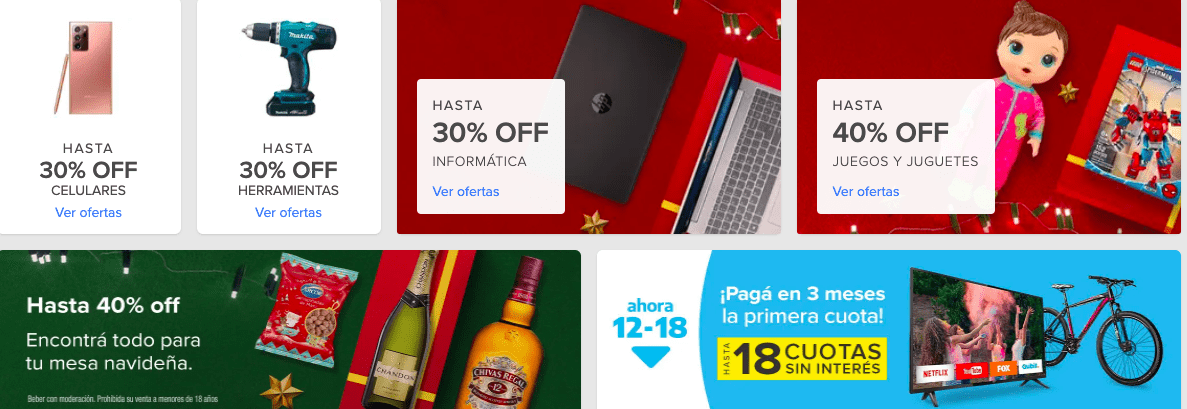 makita
HASTA
30% OFF
CELULARES
Ver ofertas
HASTA
30% OFF
HERRAMIENTAS
Ver ofertas
hp
HASTA
30% OFF
INFORMÁTICA
Ver ofertas
LEGO
HASTA
40% OFF
JUEGOS Y JUGUETES
Ver ofertas
Hasta 40% off
Encontrá todo para
tu mesa navideña.
Beber con moderación. Prohibida su venta a menores de 18 años
ARCOR
CHANDON
CHIVAS REGAL
12
ahora
12-18
¡Pagá en 3 meses
la primera cuota!
HASTA
18 CUOTAS
SIN INTERÉS
NETFLIX
YouTube
FOX
Qubit.